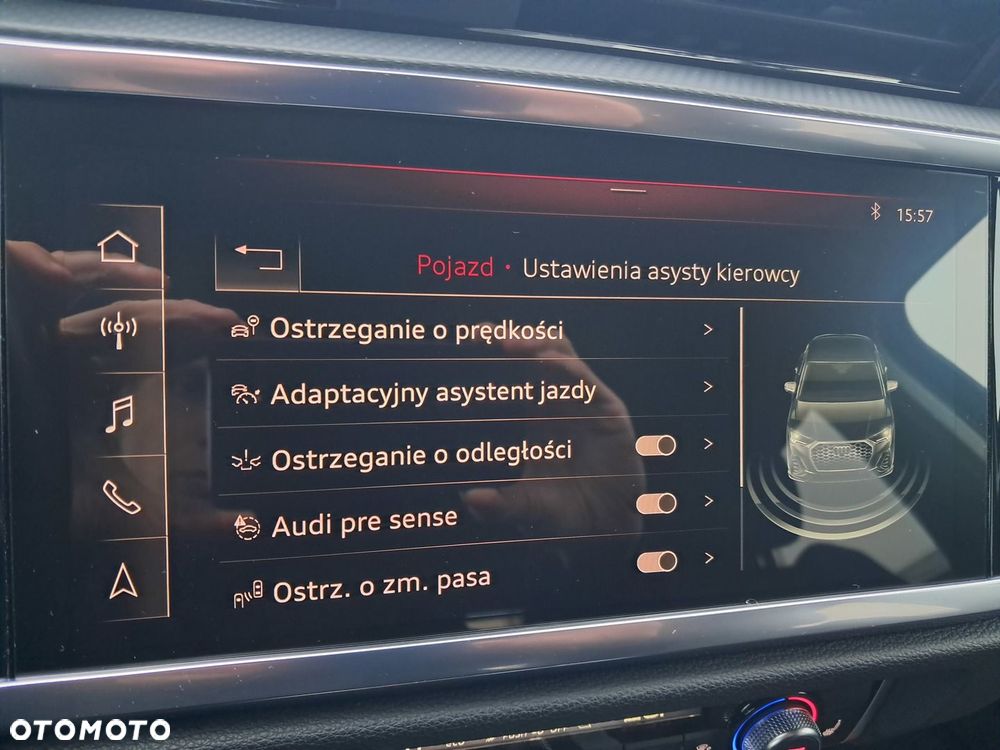 15:57
Pojazd • Ustawienia asysty kierowcy
Ostrzeganie o prędkości
Adaptacyjny asystent jazdy
Ostrzeganie o odległości
Audi pre sense
Ostrz. o zm. pasa
OTOMOTO